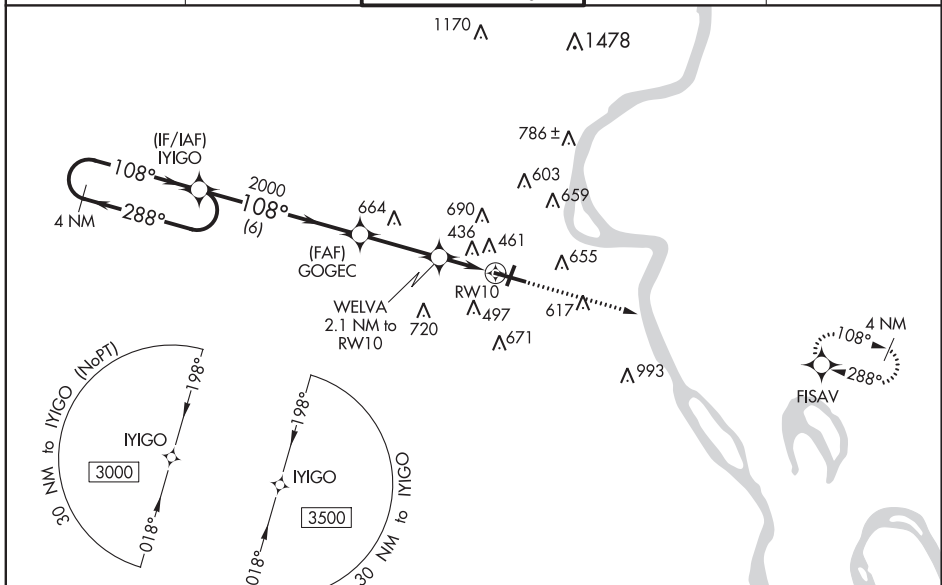 1170
1478
786 ±
(IF/IAF)
IYIGO
108°
288°
4 NM
2000
108°
(6)
603
659
664
690
436
461
(FAF)
GOGEC
655
RW10
WELVA
2.1 NM to
RW10
720
497
617
671
993
4 NM
108°
288°
FISAV
30 NM to IYIGO (NoPT)
198°
IYIGO
3000
018°
198°
IYIGO
3500
018°
30 NM to IYIGO